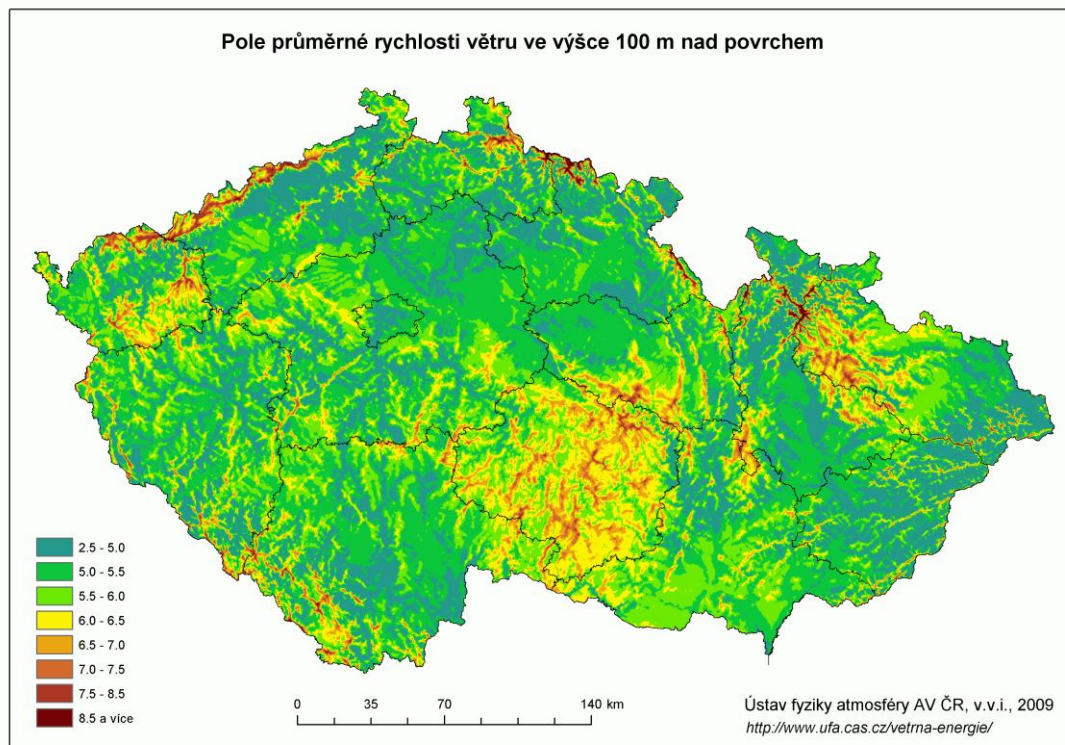 Pole průměrné rychlosti větru ve výšce 100 m nad povrchem
2.5 - 5.0
5.0 - 5.5
5.5 - 6.0
6.0 - 6.5
6.5 - 7.0
7.0 - 7.5
7.5 - 8.5
8.5 a více
0 35 70 140 km
Ústav fyziky atmosféry AV ČR, v.v.i., 2009
http://www.ufa.cas.cz/vetrna-energie/